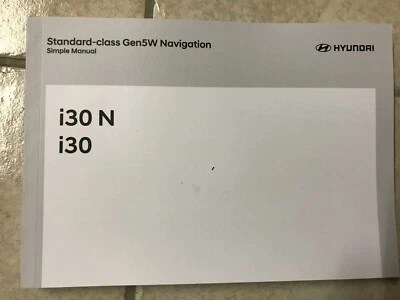 Standard-class Gen5W Navigation
Simple Manual
HYUNDAI
i30 N
i30